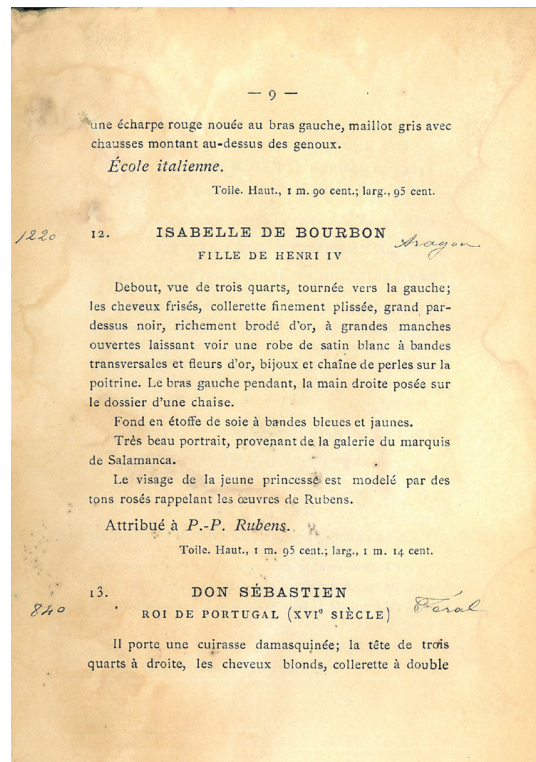 — 9 —
une écharpe rouge nouée au bras gauche, maillot gris avec
chausses montant au-dessus des genoux.
École italienne.
Toile. Haut., 1 m. 90 cent.; larg., 95 cent.
1220 12. ISABELLE DE BOURBON Aragon
FILLE DE HENRI IV
Debout, vue de trois quarts, tournée vers la gauche;
les cheveux frisés, collerette finement plissée, grand par-
dessus noir, richement brodé d'or, à grandes manches
ouvertes laissant voir une robe de satin blanc à bandes
transversales et fleurs d'or, bijoux et chaîne de perles sur la
poitrine. Le bras gauche pendant, la main droite posée sur
le dossier d'une chaise.
Fond en étoffe de soie à bandes bleues et jaunes.
Très beau portrait, provenant de la galerie du marquis
de Salamanca.
Le visage de la jeune princesse est modelé par des
tons rosés rappelant les œuvres de Rubens.
Attribué à P.-P. Rubens.
Toile. Haut., 1 m. 95 cent.; larg., 1 m. 14 cent.
840 13. DON SÉBASTIEN Féral
ROI DE PORTUGAL (XVIe SIÈCLE)
Il porte une cuirasse damasquinée; la tête de trois
quarts à droite, les cheveux blonds, collerette à double